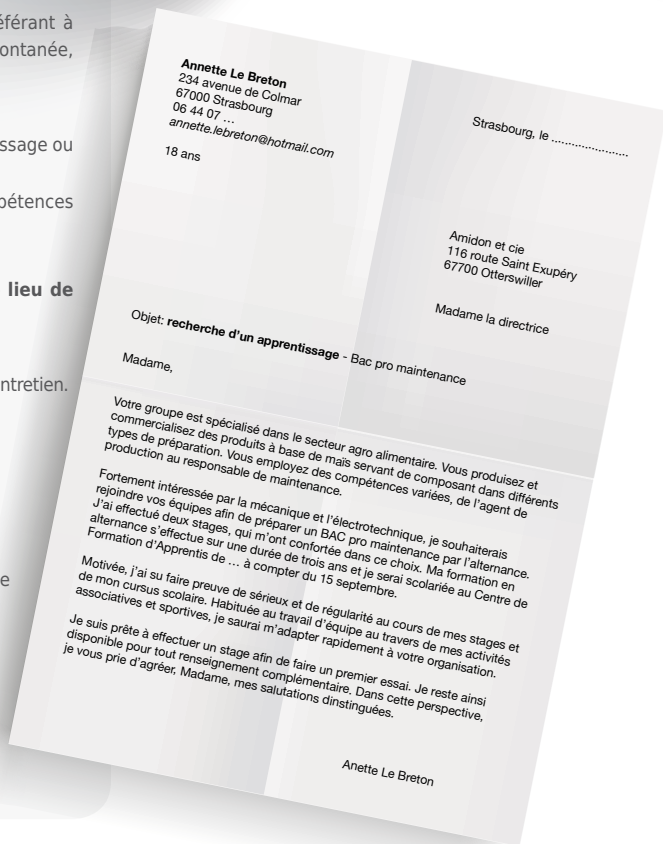 éférant à
ontanée,
ssage ou
pétences
lieu de
ntretien.
e
Annette Le Breton
234 avenue de Colmar
67000 Strasbourg
06 44 07 ...
annette.lebreton@hotmail.com
18 ans
Strasbourg, le ......................
Amidon et cie
116 route Saint Exupéry
67700 Otterswiller
Madame la directrice
Objet: recherche d'un apprentissage - Bac pro maintenance
Madame,
Votre groupe est spécialisé dans le secteur agro alimentaire. Vous produisez et
commercialisez des produits à base de maïs servant de composant dans différents
types de préparation. Vous employez des compétences variées, de l'agent de
production au responsable de maintenance.
Fortement intéressée par la mécanique et l'électrotechnique, je souhaiterais
rejoindre vos équipes afin de préparer un BAC pro maintenance par l'alternance.
J'ai effectué deux stages, qui m'ont confortée dans ce choix. Ma formation en
alternance s'effectue sur une durée de trois ans et je serai scolariée au Centre de
Formation d'Apprentis de ... à compter du 15 septembre.
Motivée, j'ai su faire preuve de sérieux et de régularité au cours de mes stages et
de mon cursus scolaire. Habituée au travail d'équipe au travers de mes activités
associatives et sportives, je saurai m'adapter rapidement à votre organisation.
Je suis prête à effectuer un stage afin de faire un premier essai. Je reste ainsi
disponible pour tout renseignement complémentaire. Dans cette perspective,
je vous prie d'agréer, Madame, mes salutations dinstinguées.
Anette Le Breton